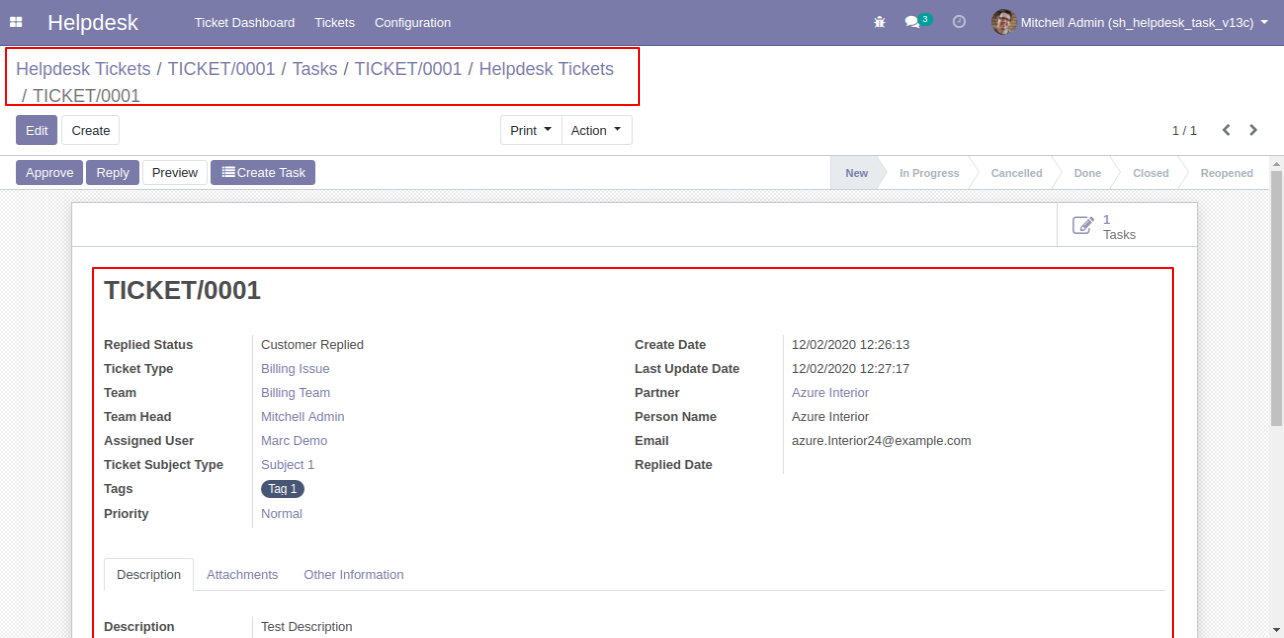 Helpdesk Ticket Dashboard Tickets Configuration 3 Mitchell Admin (sh_helpdesk_task_v13c)
Helpdesk Tickets / TICKET/0001 / Tasks / TICKET/0001 / Helpdesk Tickets
/ TICKET/0001
Edit Create Print Action 1 / 1
Approve Reply Preview Create Task New In Progress Cancelled Done Closed Reopened
1
Tasks
TICKET/0001
Replied Status Customer Replied Create Date 12/02/2020 12:26:13
Ticket Type Billing Issue Last Update Date 12/02/2020 12:27:17
Team Billing Team Partner Azure Interior
Team Head Mitchell Admin Person Name Azure Interior
Assigned User Marc Demo Email azure.Interior24@example.com
Ticket Subject Type Subject 1 Replied Date
Tags Tag 1
Priority Normal
Description Attachments Other Information
Description Test Description